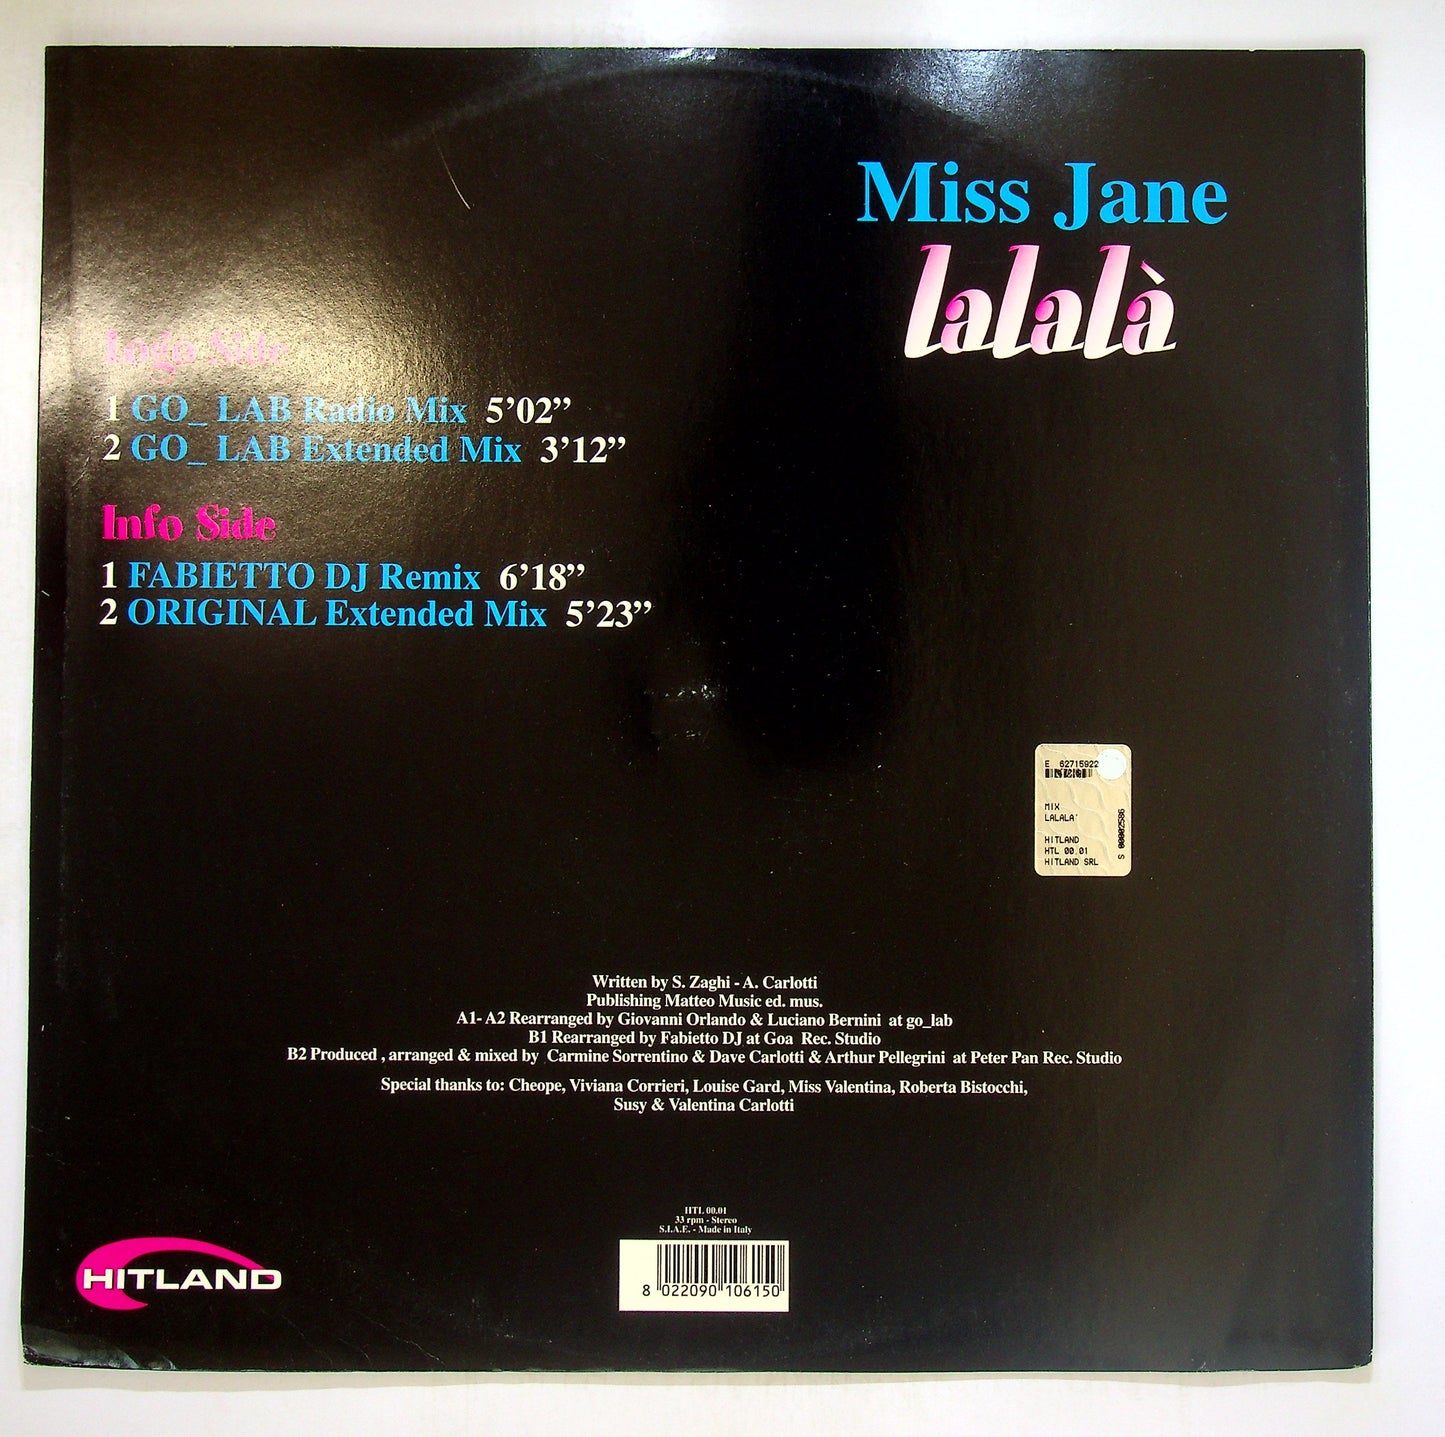 Miss Jane
lalalà
Logo Side
1 GO_ LAB Radio Mix 5’02”
2 GO_ LAB Extended Mix 3’12”
Info Side
1 FABIETTO DJ Remix 6’18”
2 ORIGINAL Extended Mix 5’23”
E 62715922
MIX
LALALA'
HITLAND
HTL 00.01
HITLAND SRL
S 00002586
Written by S. Zaghi - A. Carlotti
Publishing Matteo Music ed. mus.
A1- A2 Rearranged by Giovanni Orlando & Luciano Bernini at go_lab
B1 Rearranged by Fabietto DJ at Goa Rec. Studio
B2 Produced , arranged & mixed by Carmine Sorrentino & Dave Carlotti & Arthur Pellegrini at Peter Pan Rec. Studio
Special thanks to: Cheope, Viviana Corrieri, Louise Gard, Miss Valentina, Roberta Bistocchi,
Susy & Valentina Carlotti
HTL 00.01
33 rpm - Stereo
S.I.A.E. - Made in Italy
HITLAND
8 022090 106150